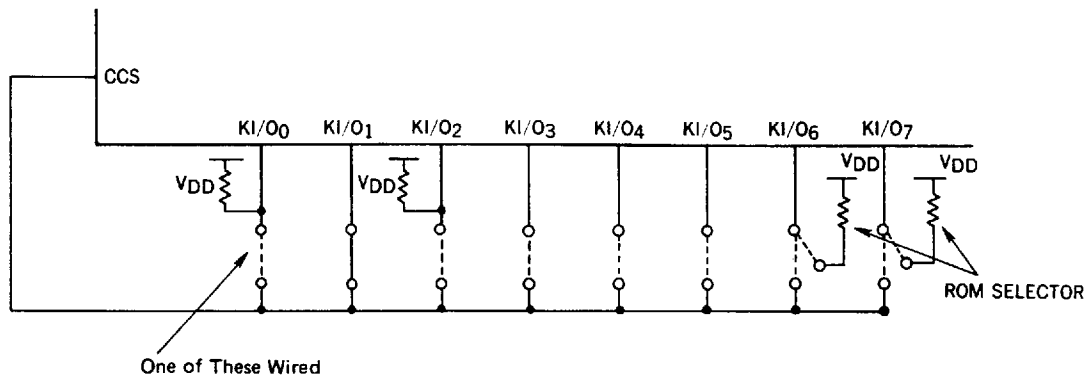 CCS
KI/O0 KI/O1 KI/O2 KI/O3 KI/O4 KI/O5 KI/O6 KI/O7
VDD VDD VDD VDD
ROM SELECTOR
One of These Wired